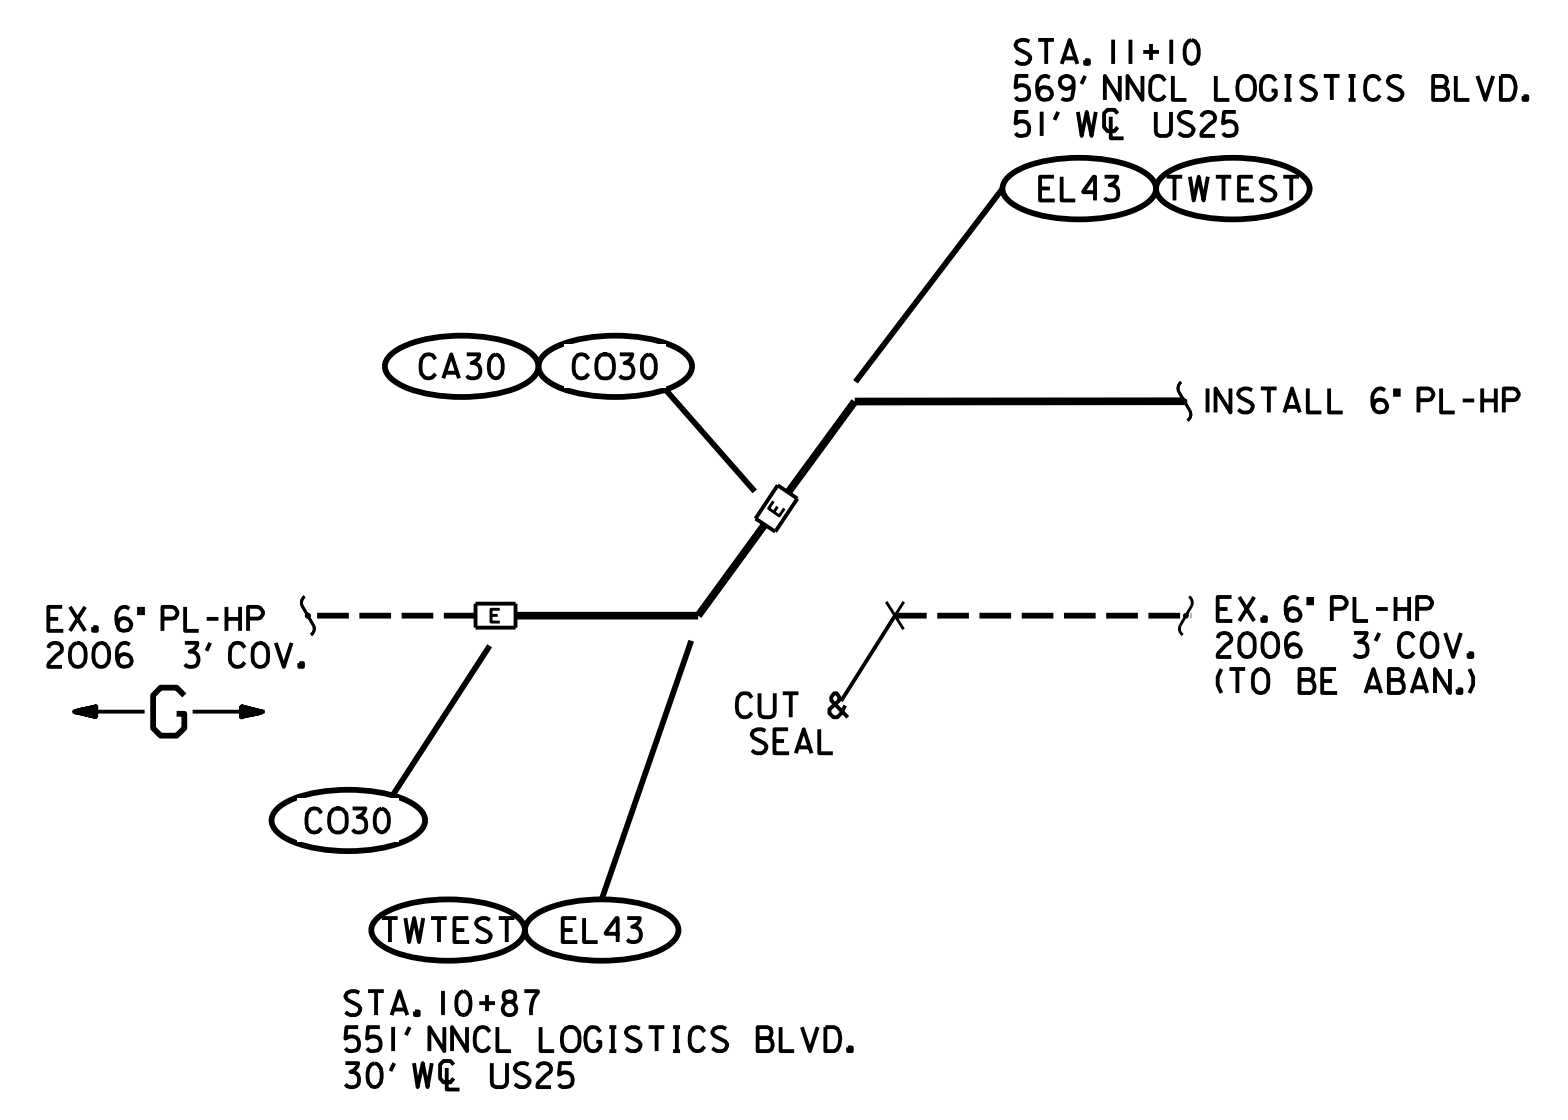 STA. 11+10
569' NNCL LOGISTICS BLVD.
51' W℄ US25
EL43 TWTEST
CA30 CO30
INSTALL 6" PL-HP
E
EX. 6" PL-HP
2006 3' COV.
G
E
EX. 6" PL-HP
2006 3' COV.
(TO BE ABAN.)
CUT &
SEAL
CO30
TWTEST EL43
STA. 10+87
551' NNCL LOGISTICS BLVD.
30' W℄ US25